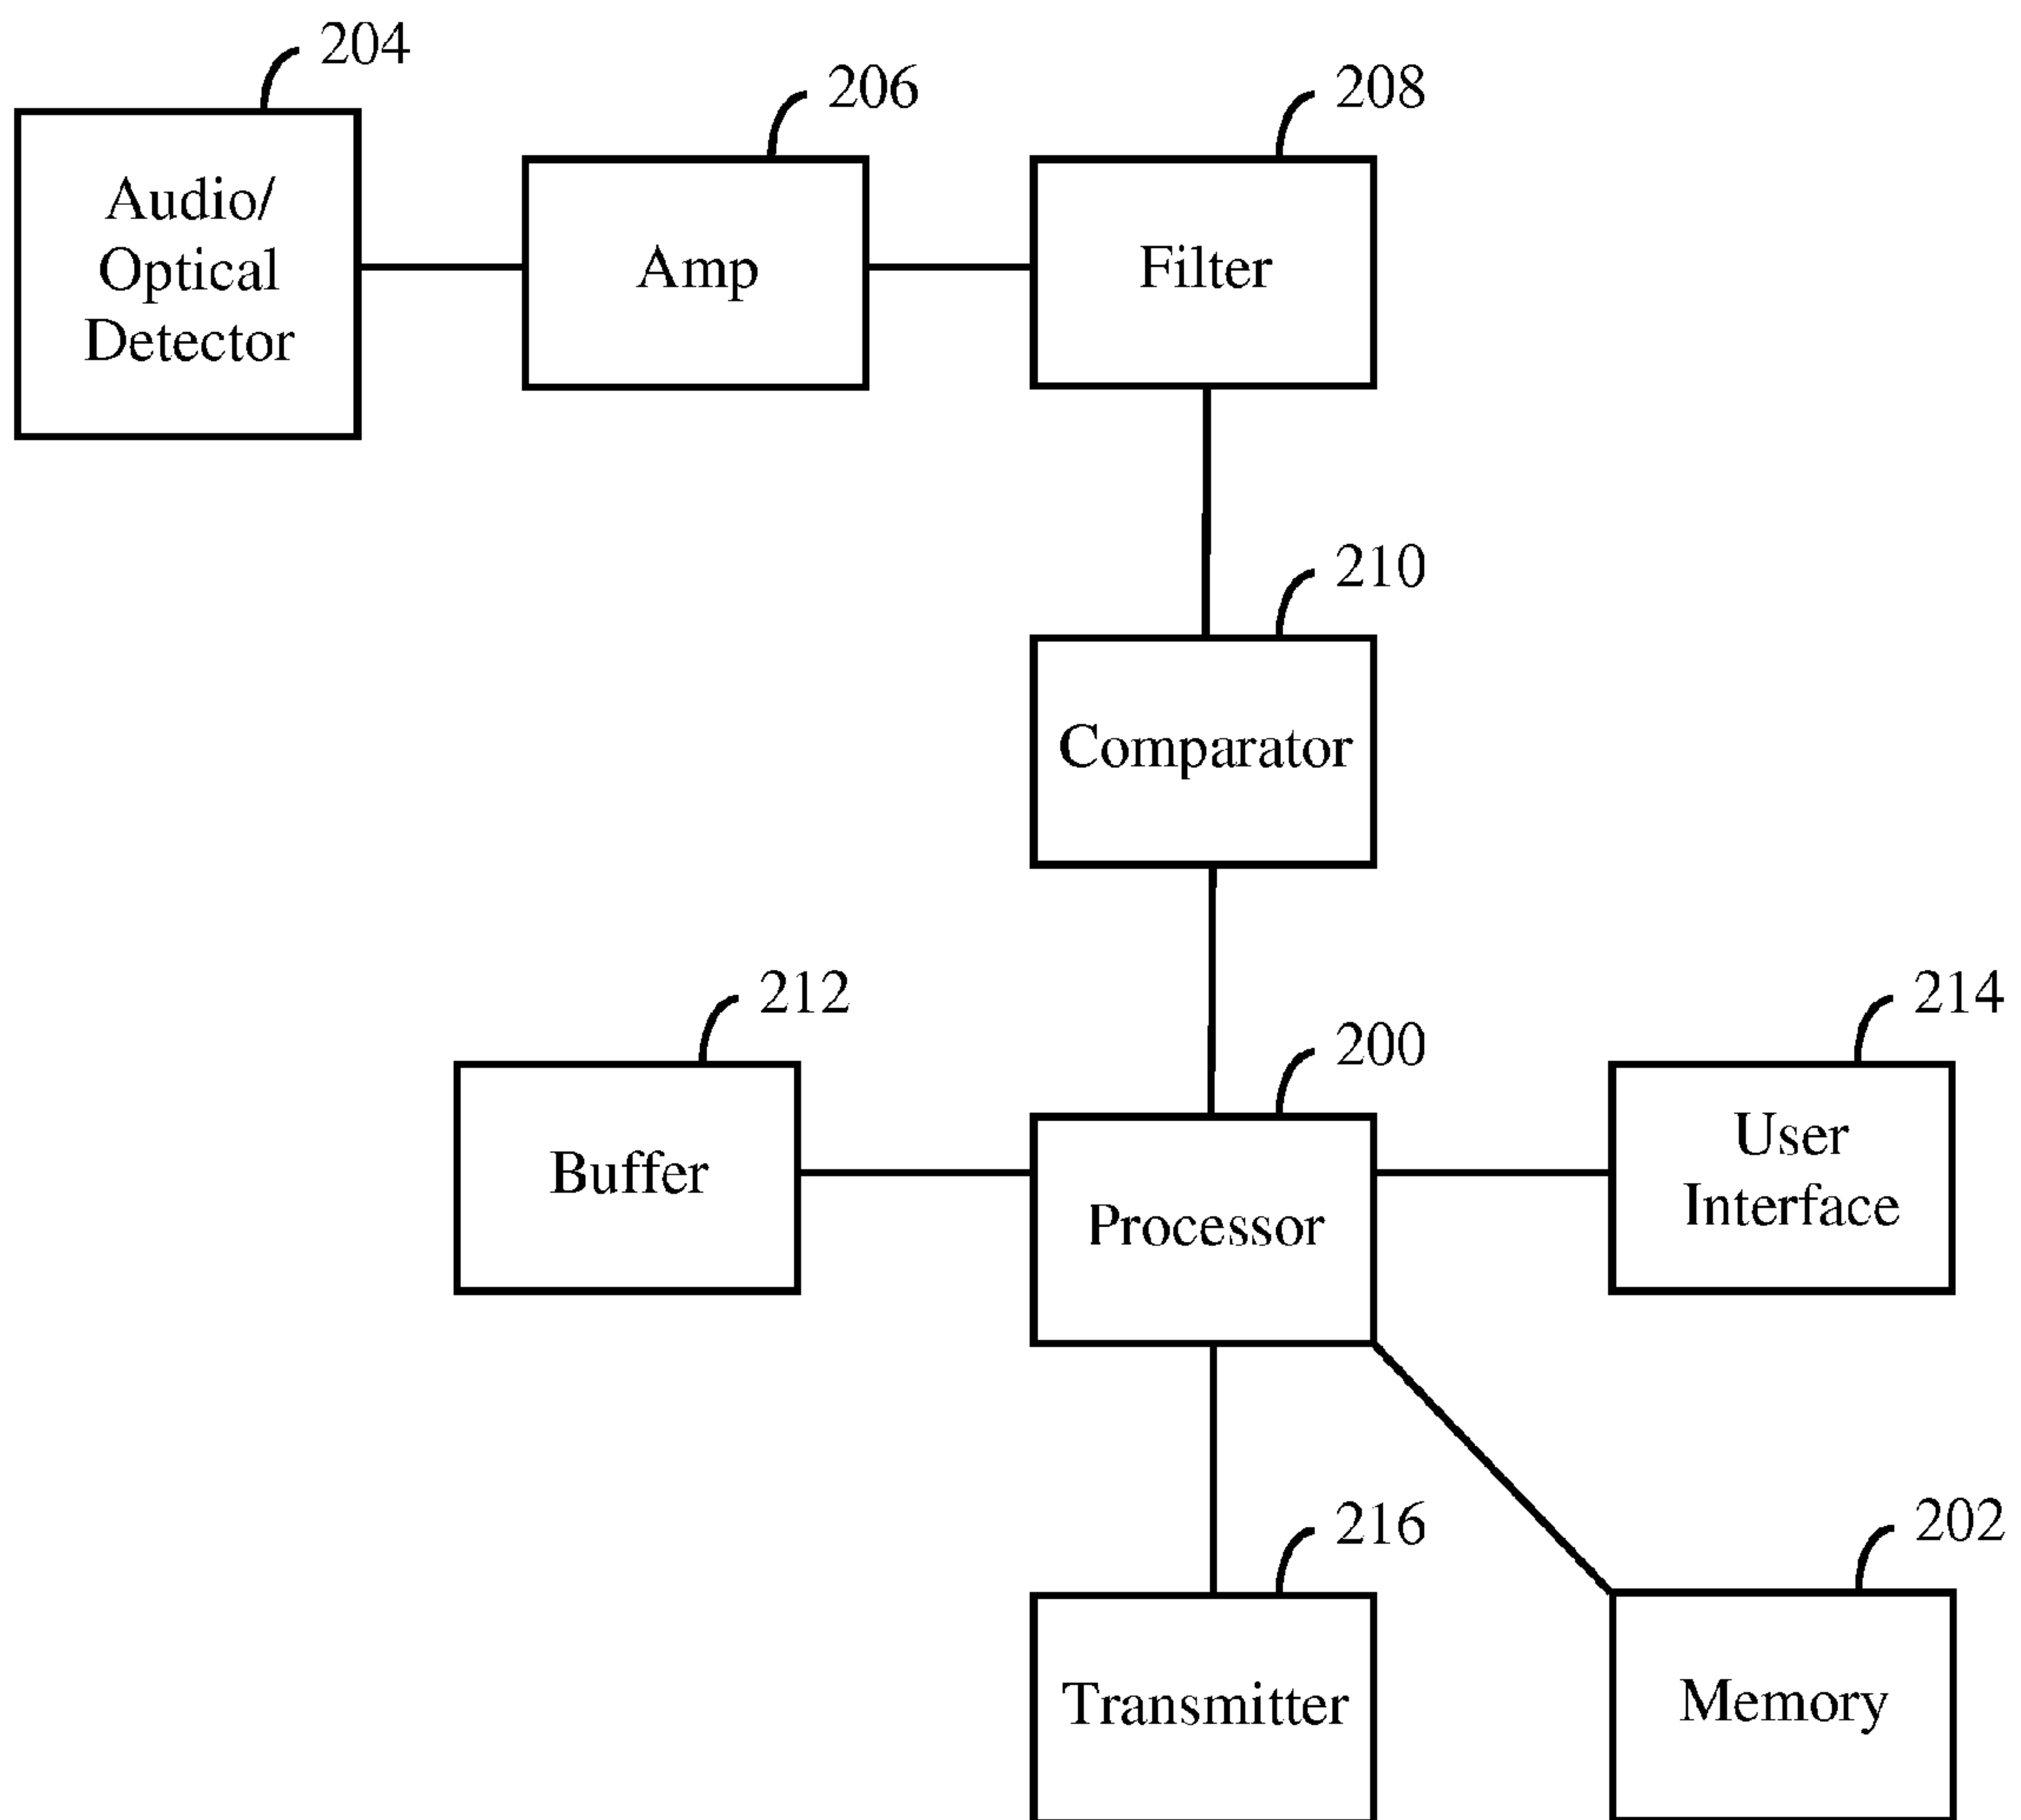 204
206
208
Audio/
Optical
Detector
Amp
Filter
210
Comparator
212
200
214
Buffer
Processor
User
Interface
216
202
Transmitter
Memory